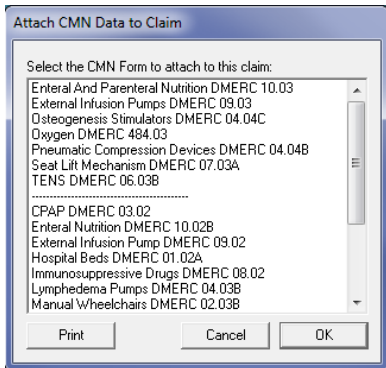 Attach CMN Data to Claim
Select the CMN Form to attach to this claim:
Enteral And Parenteral Nutrition DMERC 10.03
External Infusion Pumps DMERC 09.03
Osteogenesis Stimulators DMERC 04.04C
Oxygen DMERC 484.03
Pneumatic Compression Devices DMERC 04.04B
Seat Lift Mechanism DMERC 07.03A
TENS DMERC 06.03B
----------------------------------------
CPAP DMERC 03.02
Enteral Nutrition DMERC 10.02B
External Infusion Pump DMERC 09.02
Hospital Beds DMERC 01.02A
Immunosuppressive Drugs DMERC 08.02
Lymphedema Pumps DMERC 04.03B
Manual Wheelchairs DMERC 02.03B
Print Cancel OK